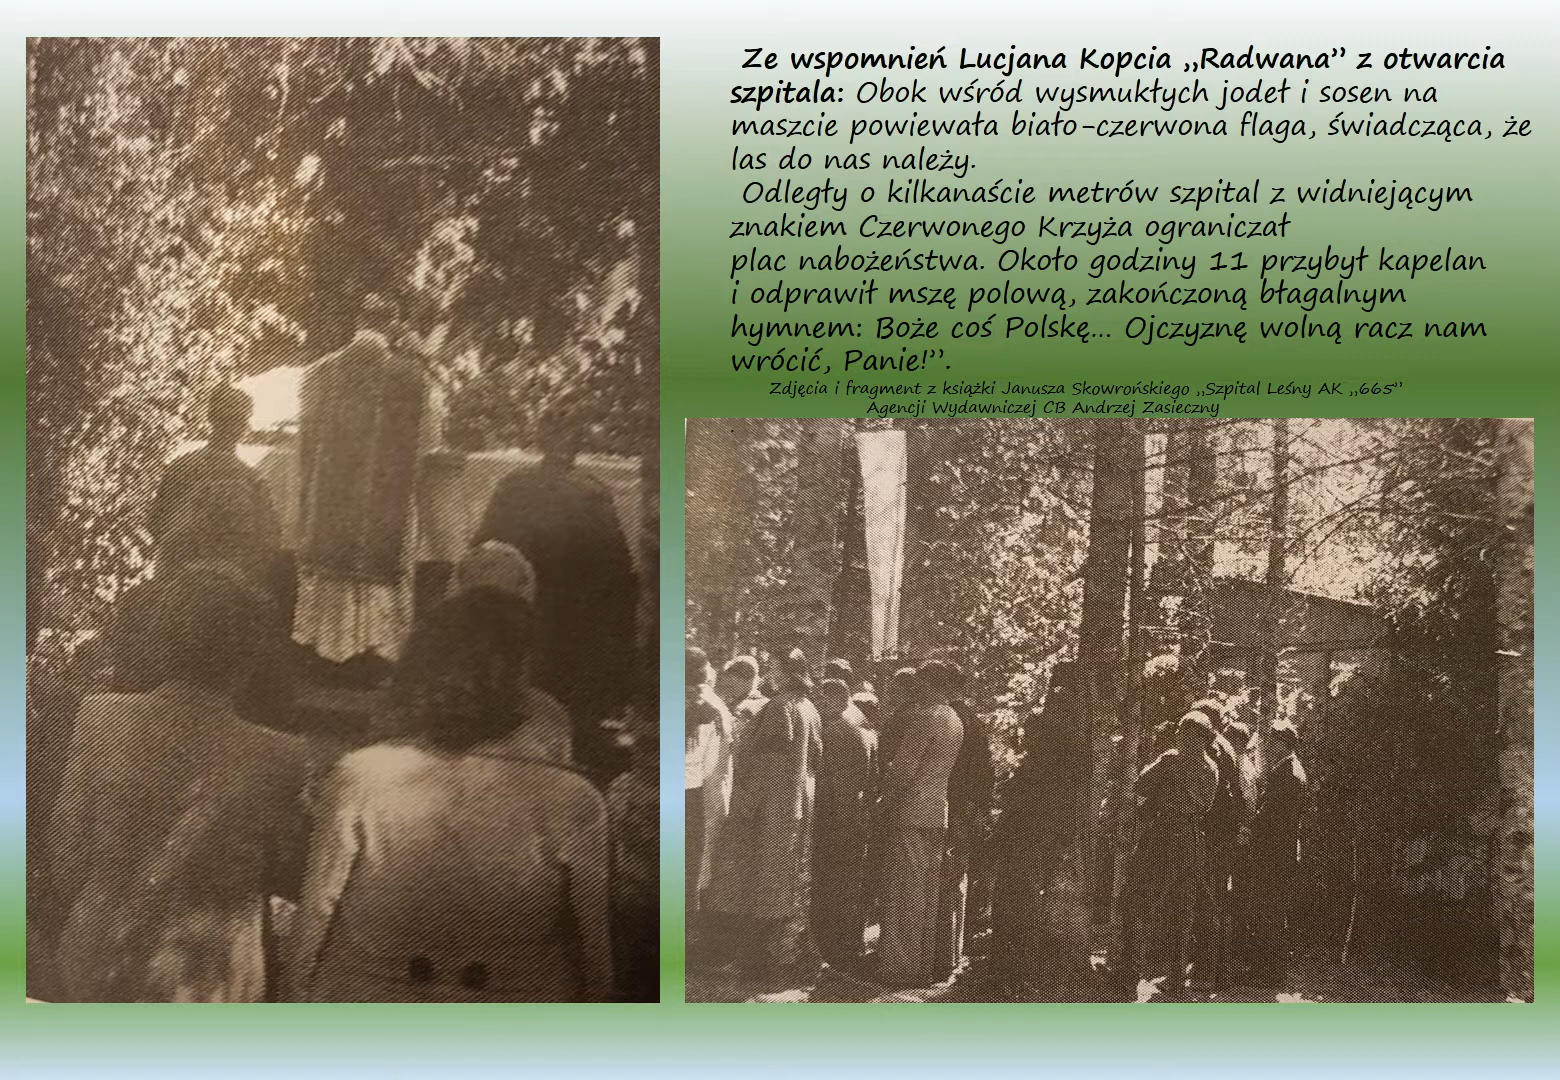 Ze wspomnień Lucjana Kopcia „Radwana” z otwarcia
szpitala: Obok wśród wysmukłych jodeł i sosen na
maszcie powiewała biało-czerwona flaga, świadcząca, że
las do nas należy.
Odległy o kilkanaście metrów szpital z widniejącym
znakiem Czerwonego Krzyża ograniczał
plac nabożeństwa. Około godziny 11 przybył kapelan
i odprawił mszę polową, zakończoną błagalnym
hymnem: Boże coś Polskę... Ojczyznę wolną racz nam
wrócić, Panie!”.
Zdjęcia i fragment z książki Janusza Skowrońskiego „Szpital Leśny AK „665”
Agencji Wydawniczej CB Andrzej Zasieczny